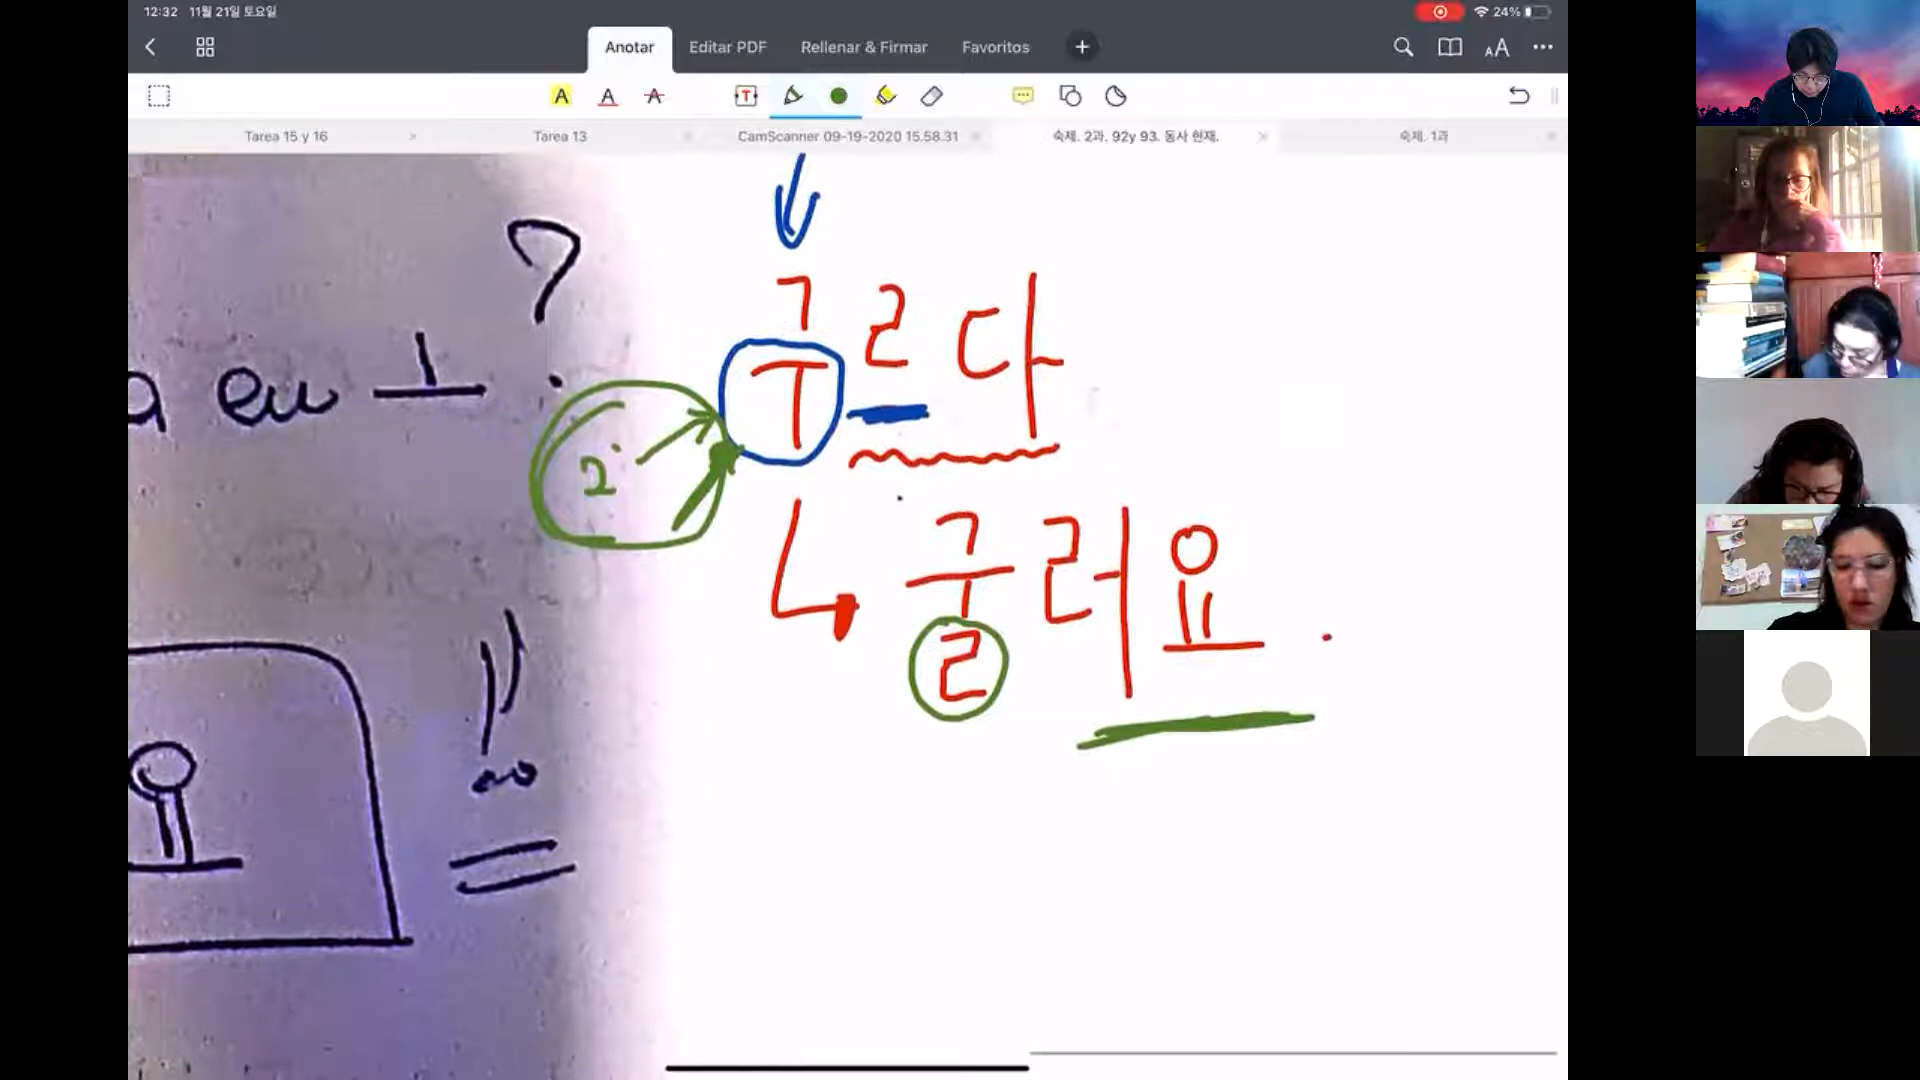 12:32 11월 21일 토요일 24%
Anotar Editar PDF Rellenar & Firmar Favoritos
Tarea 15 y 16 Tarea 13 CamScanner 09-19-2020 15.58.31 숙제. 2과. 92y 93. 동사 현재. 숙제. 1과
구르다
a en ㅗ .
2
굴러요.
요